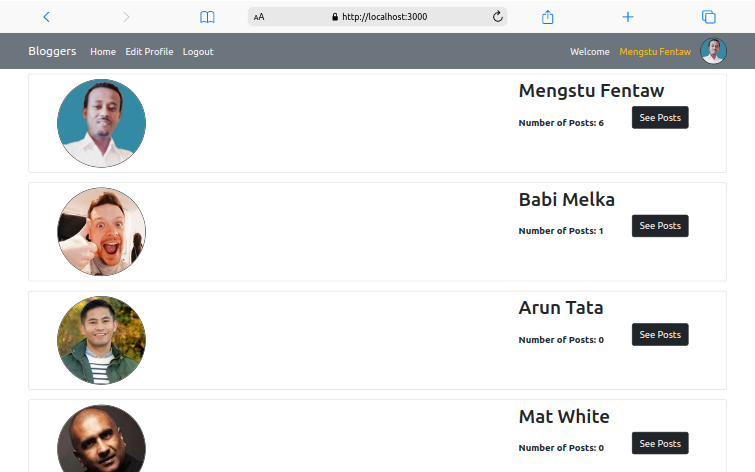 AA http://localhost:3000
Bloggers Home Edit Profile Logout Welcome Mengstu Fentaw
Mengstu Fentaw
Number of Posts: 6 See Posts
Babi Melka
Number of Posts: 1 See Posts
Arun Tata
Number of Posts: 0 See Posts
Mat White
Number of Posts: 0 See Posts